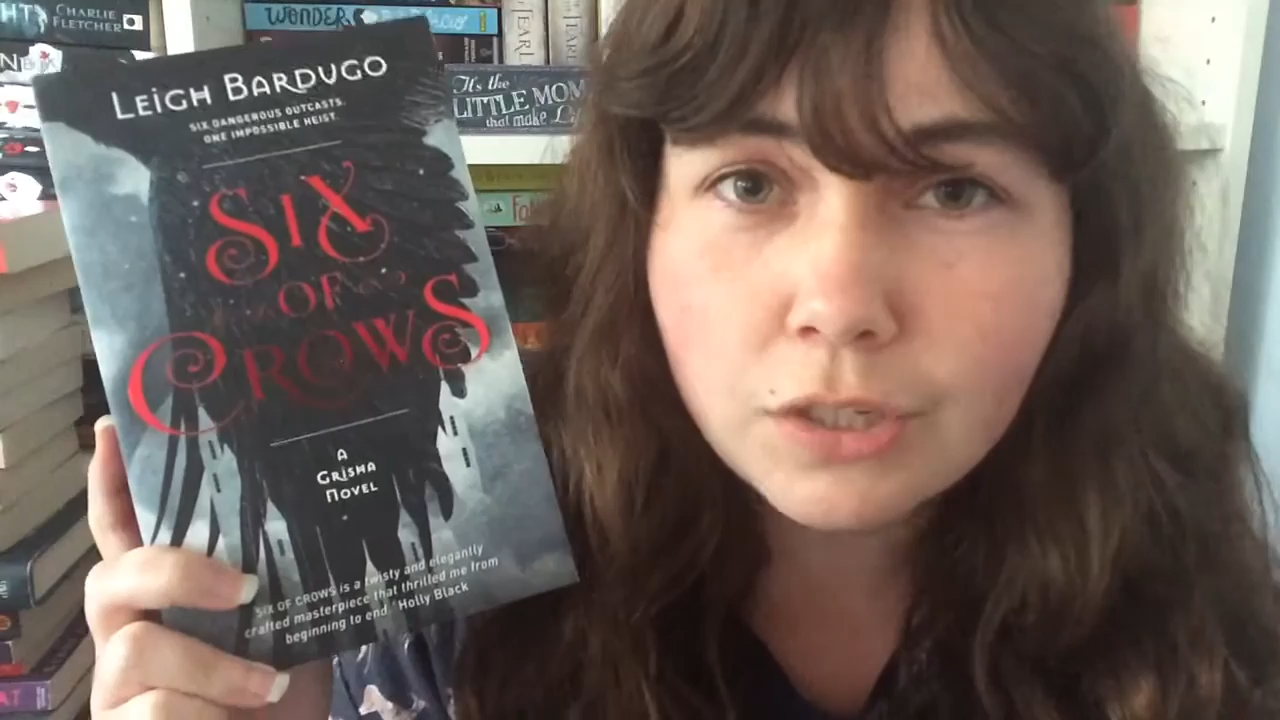 CHARLIE
FLETCHER
WONDER
LEIGH BARDUGO
SIX DANGEROUS OUTCASTS.
ONE IMPOSSIBLE HEIST.
SIX
OF
CROWS
A
GRISHA
NOVEL
SIX OF CROWS is a twisty and elegantly
crafted masterpiece that thrilled me from
beginning to end.' Holly Black
It's the
LITTLE MOM
that make